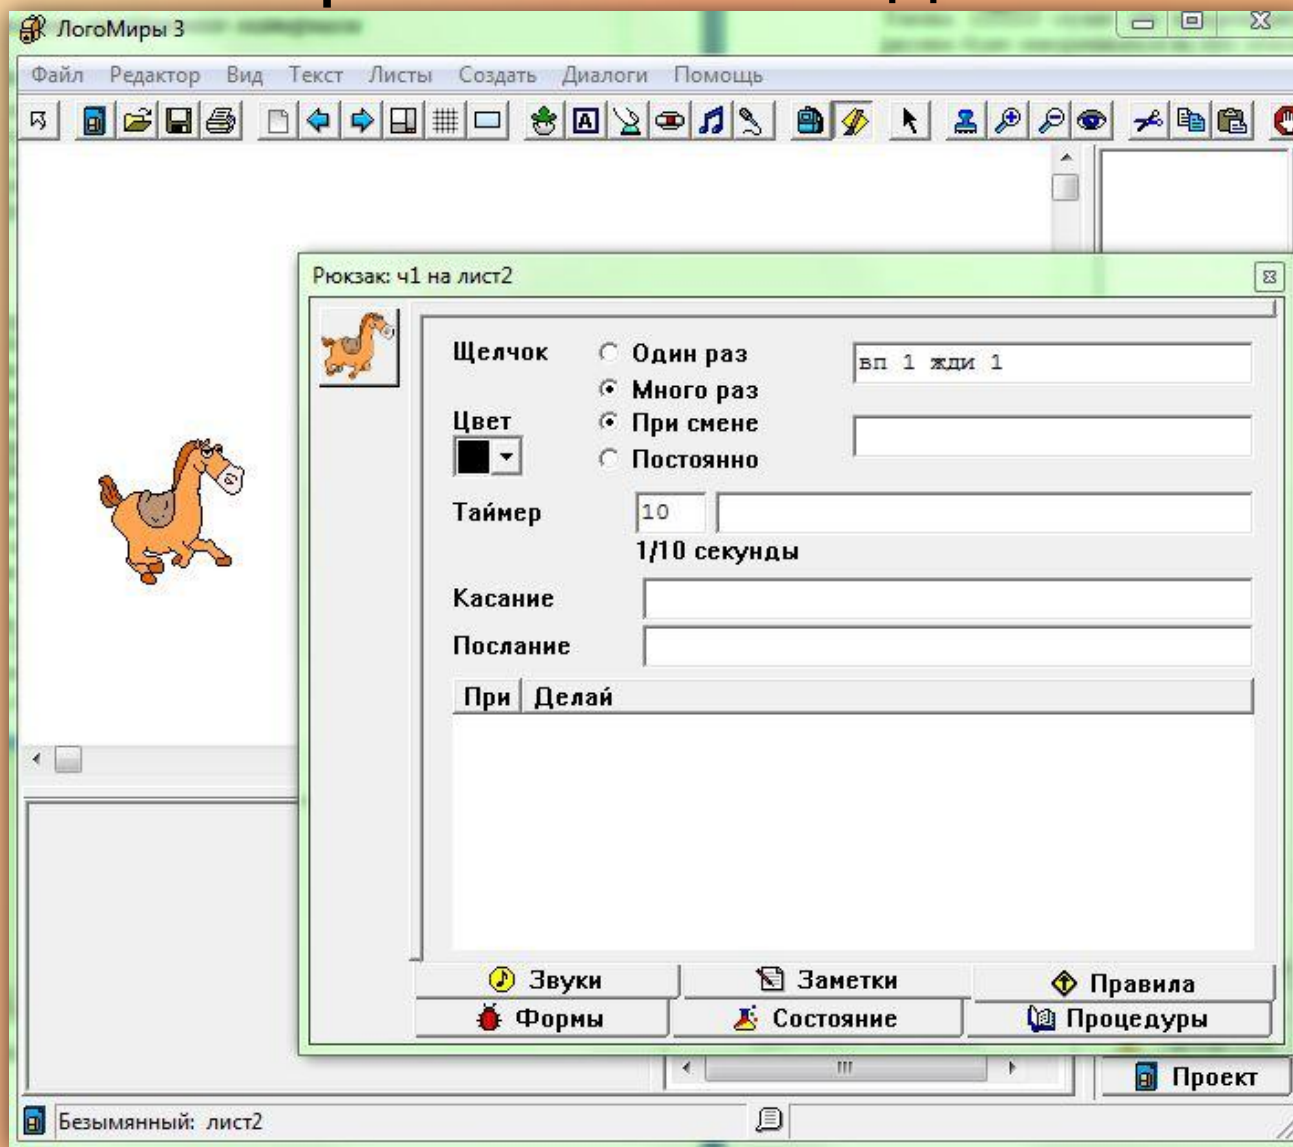 ЛогоМиры 3
Файл Редактор Вид Текст Листы Создать Диалоги Помощь
Рюкзак: ч1 на лист2
Щелчок
Один раз
вп 1 жди 1
Много раз
Цвет
При смене
Постоянно
Таймер
10
1/10 секунды
Касание
Послание
При Делай
Звуки Заметки Правила
Формы Состояние Процедуры
Проект
Безымянный: лист2